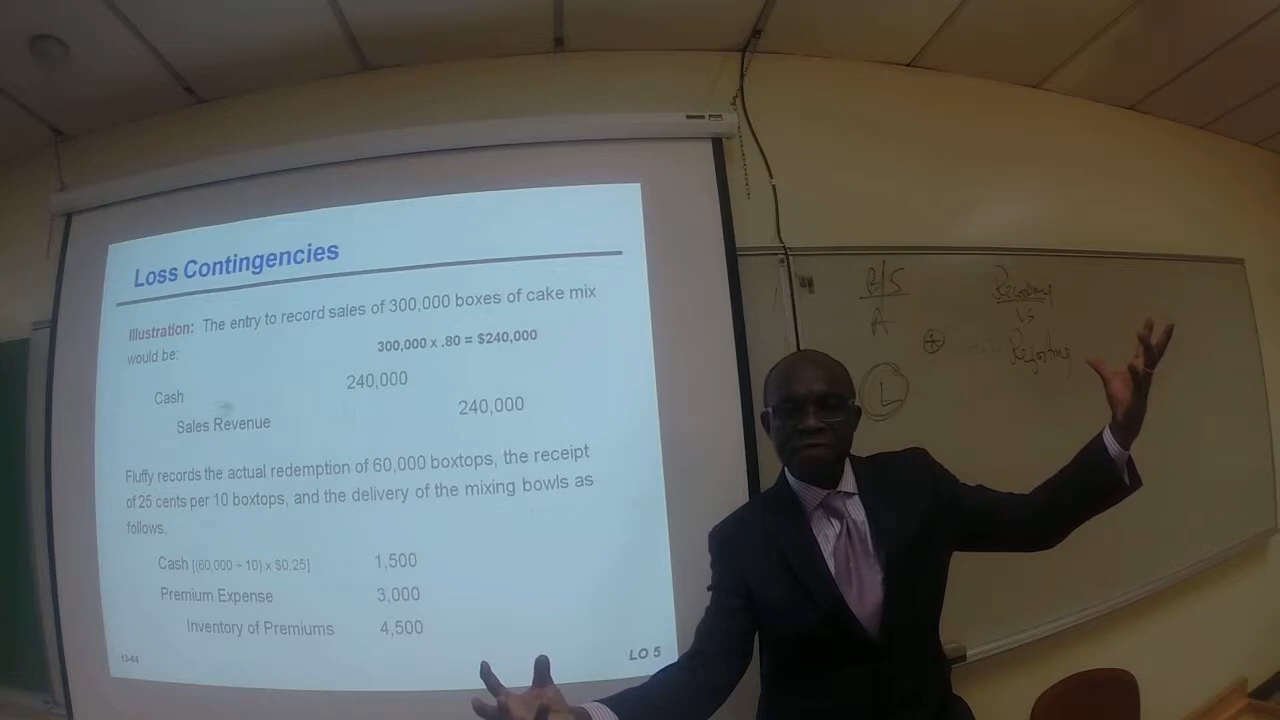 Loss Contingencies
Illustration: The entry to record sales of 300,000 boxes of cake mix
would be:
300,000 x .80 = $240,000
Cash 240,000
Sales Revenue 240,000
Fluffy records the actual redemption of 60,000 boxtops, the receipt
of 25 cents per 10 boxtops, and the delivery of the mixing bowls as
follows.
Cash [(60,000 ÷ 10) x $0.25] 1,500
Premium Expense 3,000
Inventory of Premiums 4,500
13-64
LO 5
B/S
A
L
Recording
vs
Reporting